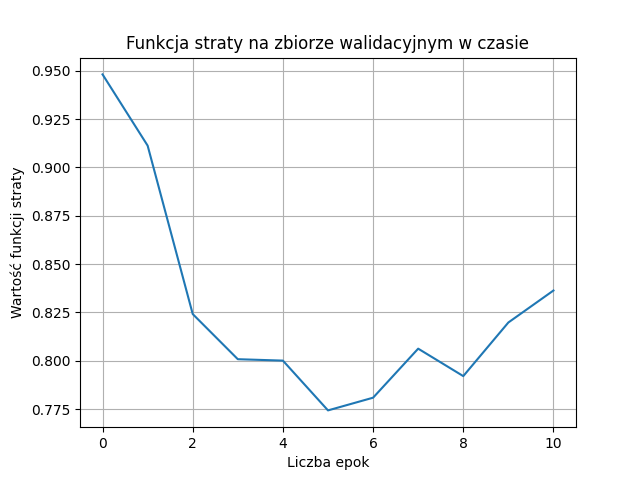 Funkcja straty na zbiorze walidacyjnym w czasie
0.950
0.925
0.900
0.875
0.850
0.825
0.800
0.775
Wartość funkcji straty
0 2 4 6 8 10
Liczba epok